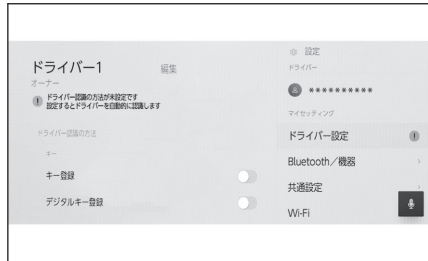 ドライバー1
編集
オーナー
ドライバー認識の方法が未設定です
設定するとドライバーを自動的に認識します
ドライバー認識の方法
キー
キー登録
デジタルキー登録
設定
ドライバー
**********
マイセッティング
ドライバー設定
Bluetooth／機器
共通設定
Wi-Fi